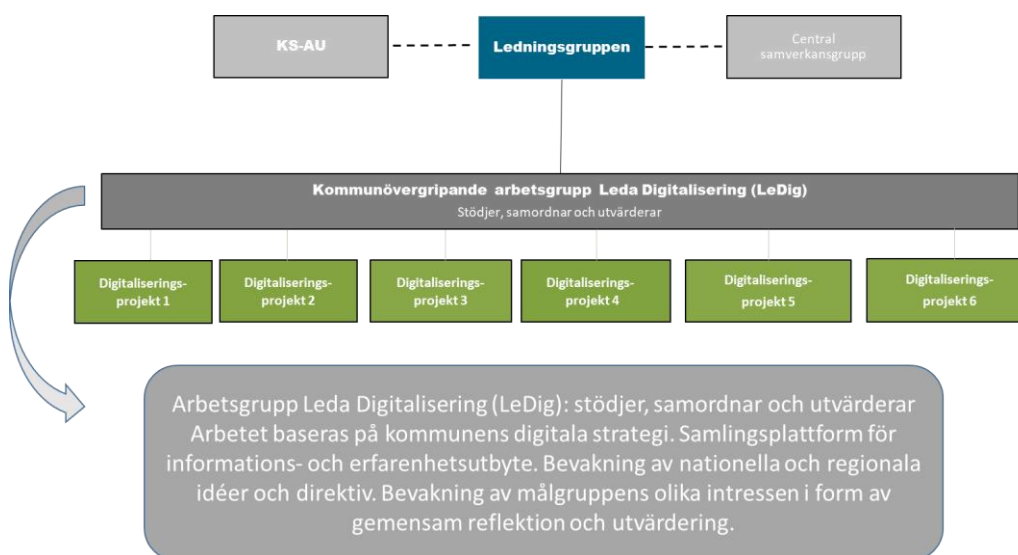 KS-AU
Ledningsgruppen
Central
samverkansgrupp
Kommunövergripande arbetsgrupp Leda Digitalisering (LeDig)
Stödjer, samordnar och utvärderar
Digitaliserings-
projekt 1
Digitaliserings-
projekt 2
Digitaliserings-
projekt 3
Digitaliserings-
projekt 4
Digitaliserings-
projekt 5
Digitaliserings-
projekt 6
Arbetsgrupp Leda Digitalisering (LeDig): stödjer, samordnar och utvärderar
Arbetet baseras på kommunens digitala strategi. Samlingsplattform för
informations- och erfarenhetsutbyte. Bevakning av nationella och regionala
idéer och direktiv. Bevakning av målgruppens olika intressen i form av
gemensam reflektion och utvärdering.